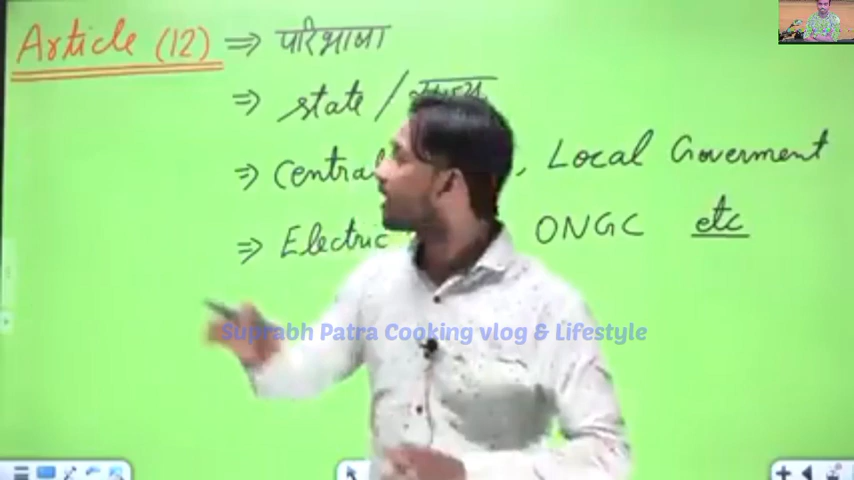 Article (12) ⇒ परिभाषा
⇒ state /
⇒ Central , Local Goverment
⇒ Electric ONGC etc
Suprabh Patra Cooking vlog & Lifestyle